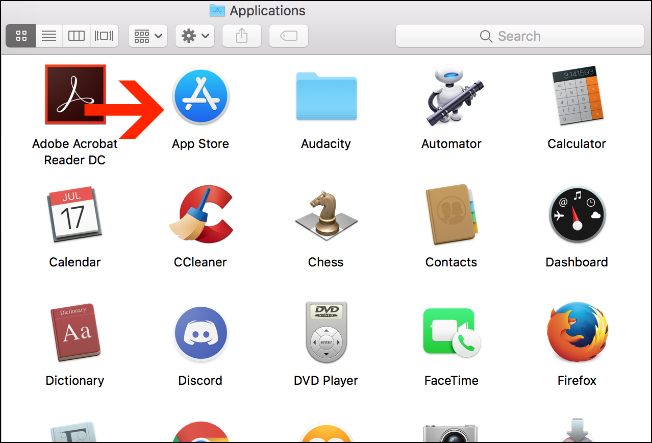 Applications
Search
Adobe Acrobat
Reader DC
App Store
Audacity
Automator
Calculator
JUL
17
Calendar
CCleaner
Chess
Contacts
Dashboard
Dictionary
Aa
Dictionary
Discord
DVD
DVD Player
FaceTime
Firefox